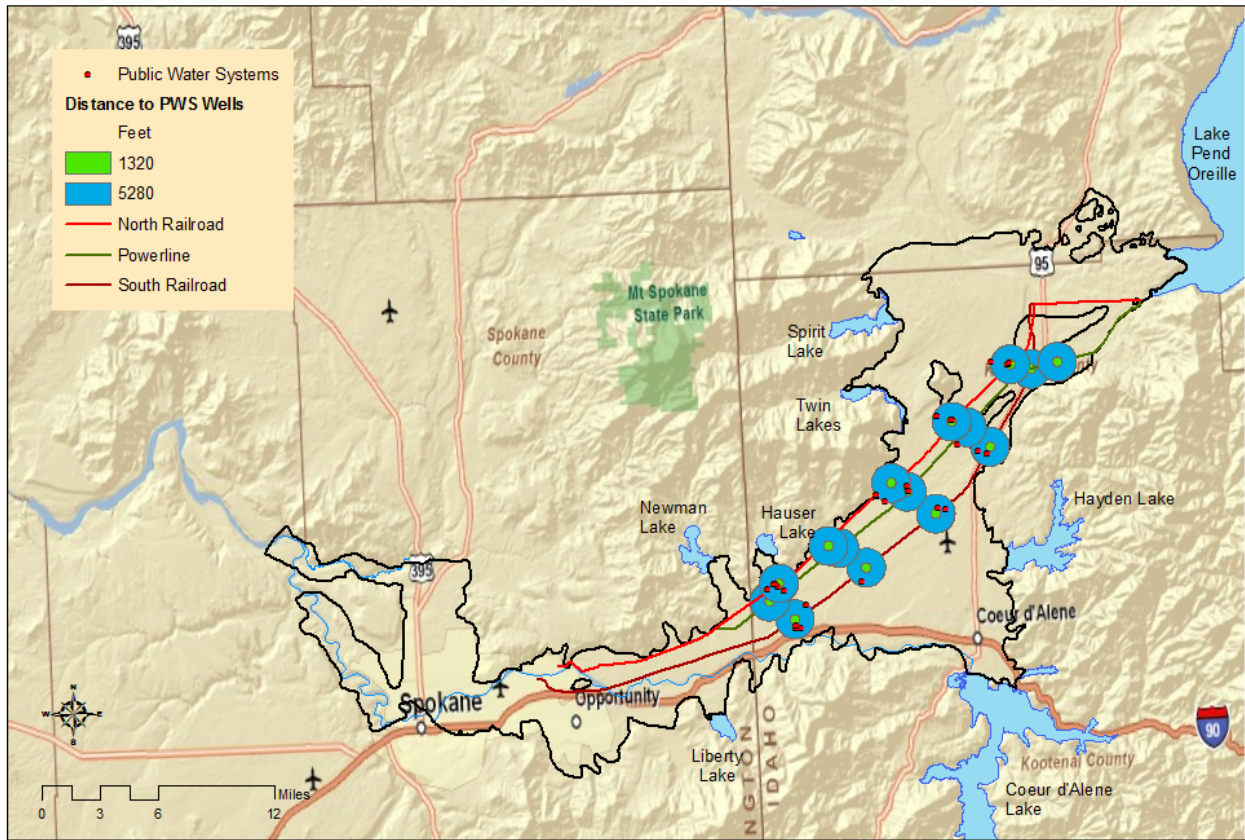 395
Public Water Systems
Distance to PWS Wells
Feet
1320
5280
North Railroad
Powerline
South Railroad
Lake
Pend
Oreille
95
Mt Spokane
State Park
Spokane
County
Spirit
Lake
Twin
Lakes
Newman
Lake
Hauser
Lake
Hayden Lake
395
Coeur d'Alene
Spokane
Opportunity
Liberty
Lake
NGTON
IDAHO
Kootenai County
Coeur d'Alene
Lake
90
N
W E
S
Miles
0 3 6 12